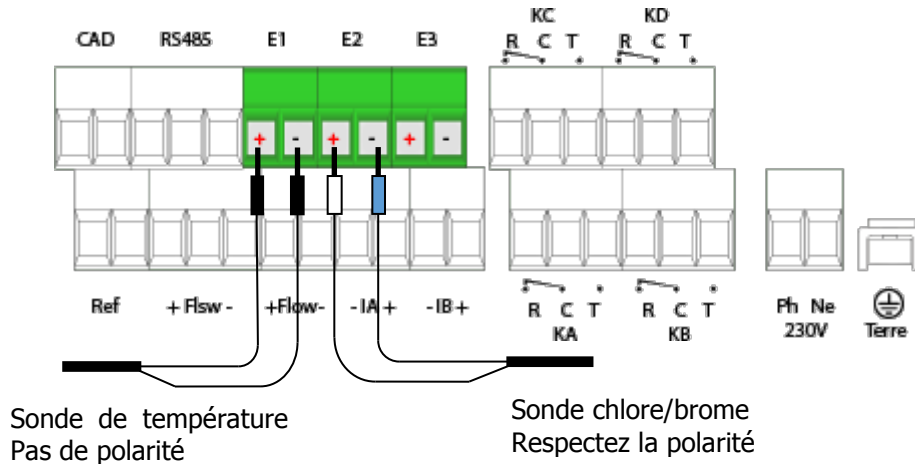 KC KD
CAD RS485 E1 E2 E3 R C T R C T
+ - + - + -
Ref + Flsw - +Flow- - IA + - IB + R C T R C T Ph Ne
KA KB 230V Terre
Sonde de température
Pas de polarité
Sonde chlore/brome
Respectez la polarité